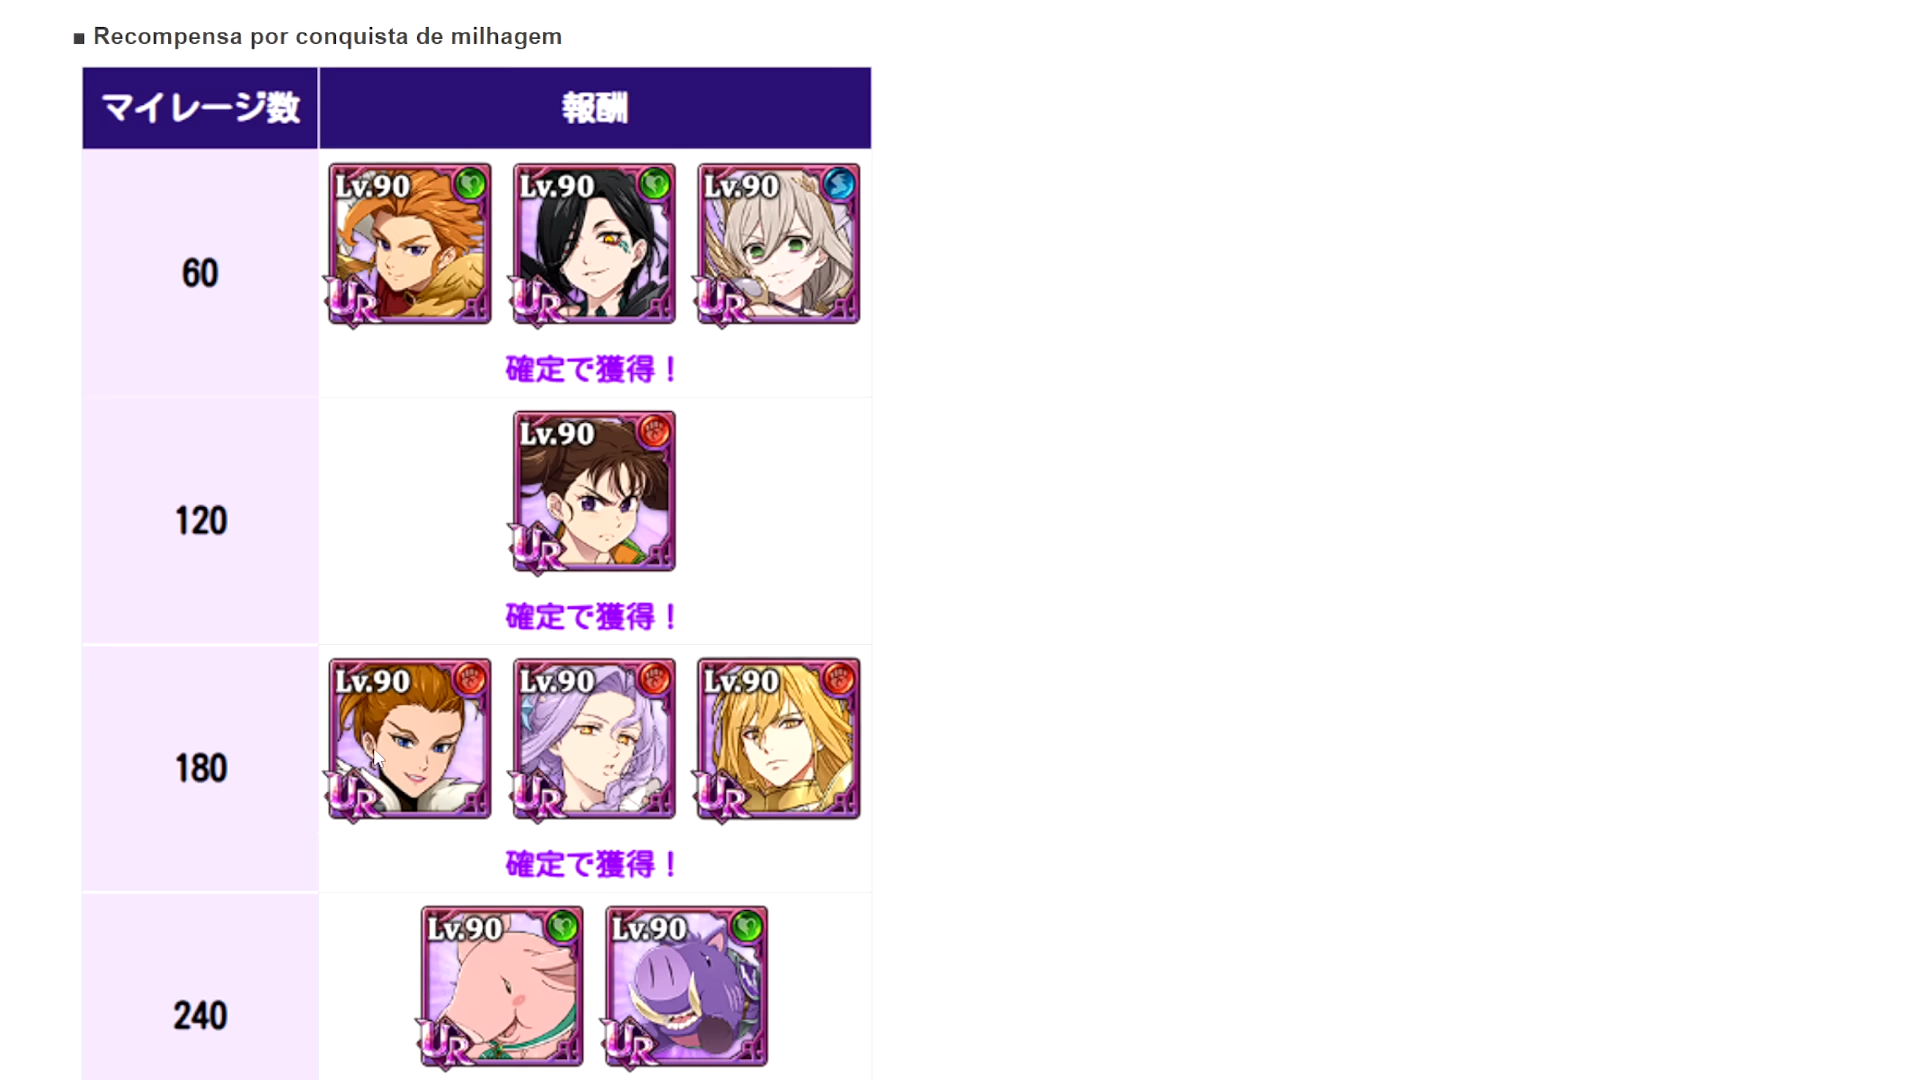 ■ Recompensa por conquista de milhagem
マイレージ数 報酬
Lv.90 Lv.90 Lv.90
60
UR UR UR
確定で獲得！
Lv.90
120
UR
確定で獲得！
Lv.90 Lv.90 Lv.90
180
UR UR UR
確定で獲得！
Lv.90 Lv.90
240
UR UR